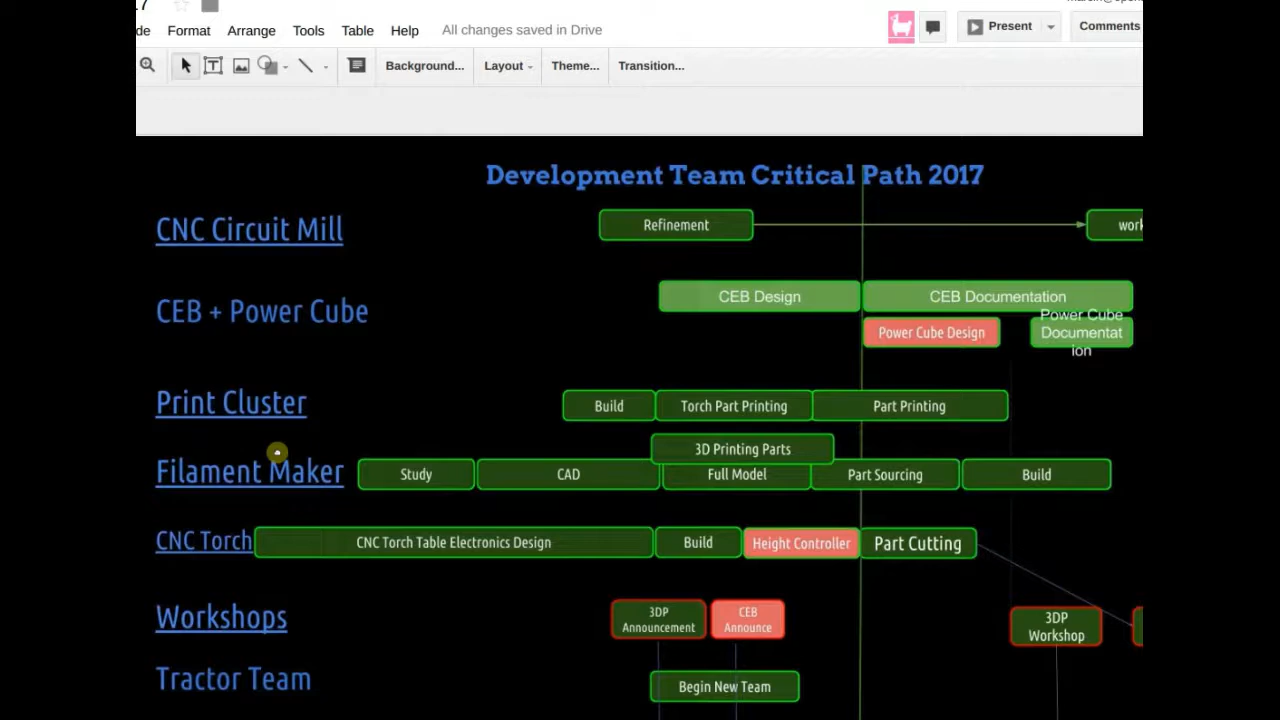 7
de Format Arrange Tools Table Help All changes saved in Drive
Present
Comments
Background... Layout Theme... Transition...
Development Team Critical Path 2017
CNC Circuit Mill
Refinement
work
CEB + Power Cube
CEB Design
CEB Documentation
Power Cube Design
Power Cube
Documentat
ion
Print Cluster
Build
Torch Part Printing
Part Printing
3D Printing Parts
Filament Maker
Study
CAD
Full Model
Part Sourcing
Build
CNC Torch
CNC Torch Table Electronics Design
Build
Height Controller
Part Cutting
Workshops
3DP
Announcement
CEB
Announce
3DP
Workshop
Tractor Team
Begin New Team